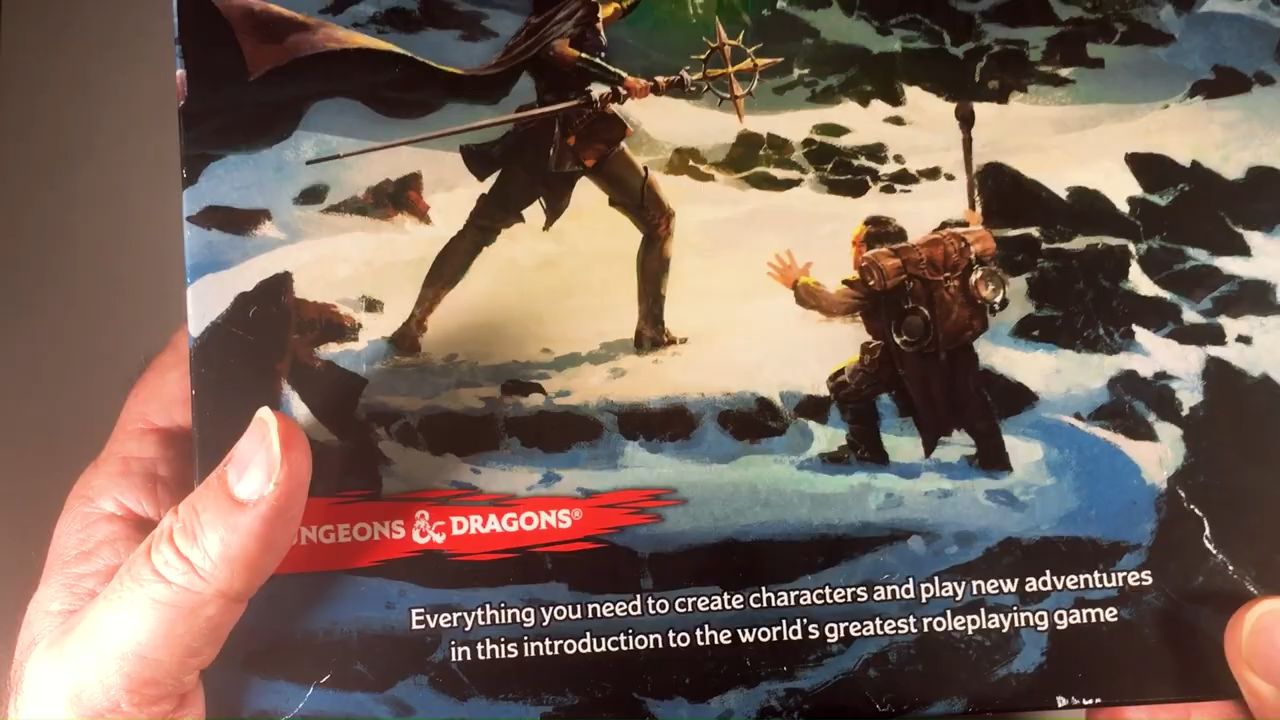 NGEONS & DRAGONS®
Everything you need to create characters and play new adventures
in this introduction to the world's greatest roleplaying game